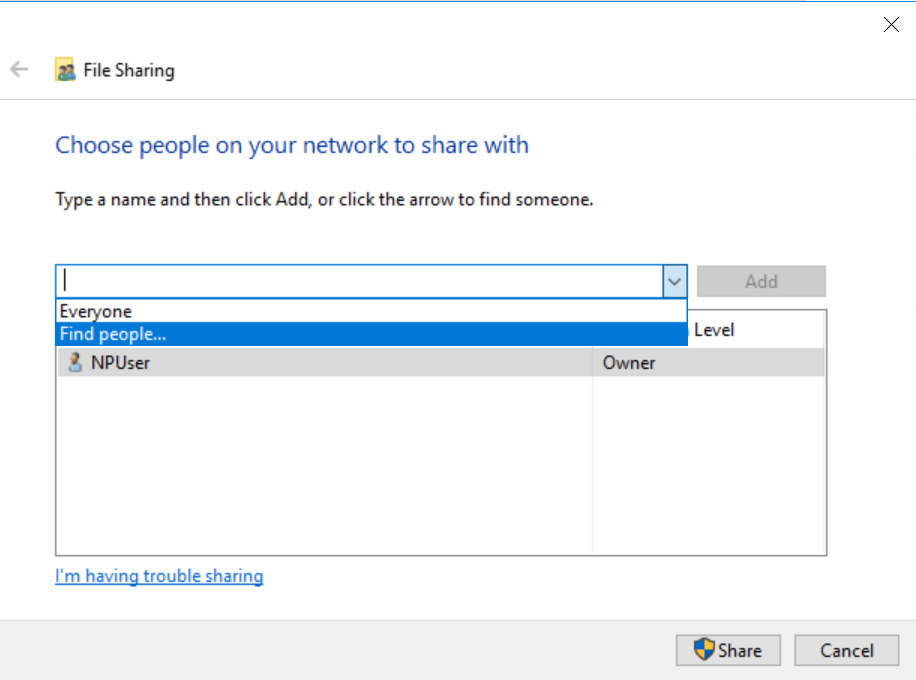 File Sharing
Choose people on your network to share with
Type a name and then click Add, or click the arrow to find someone.
Add
Everyone
Find people...
Level
NPUser Owner
I'm having trouble sharing
Share Cancel